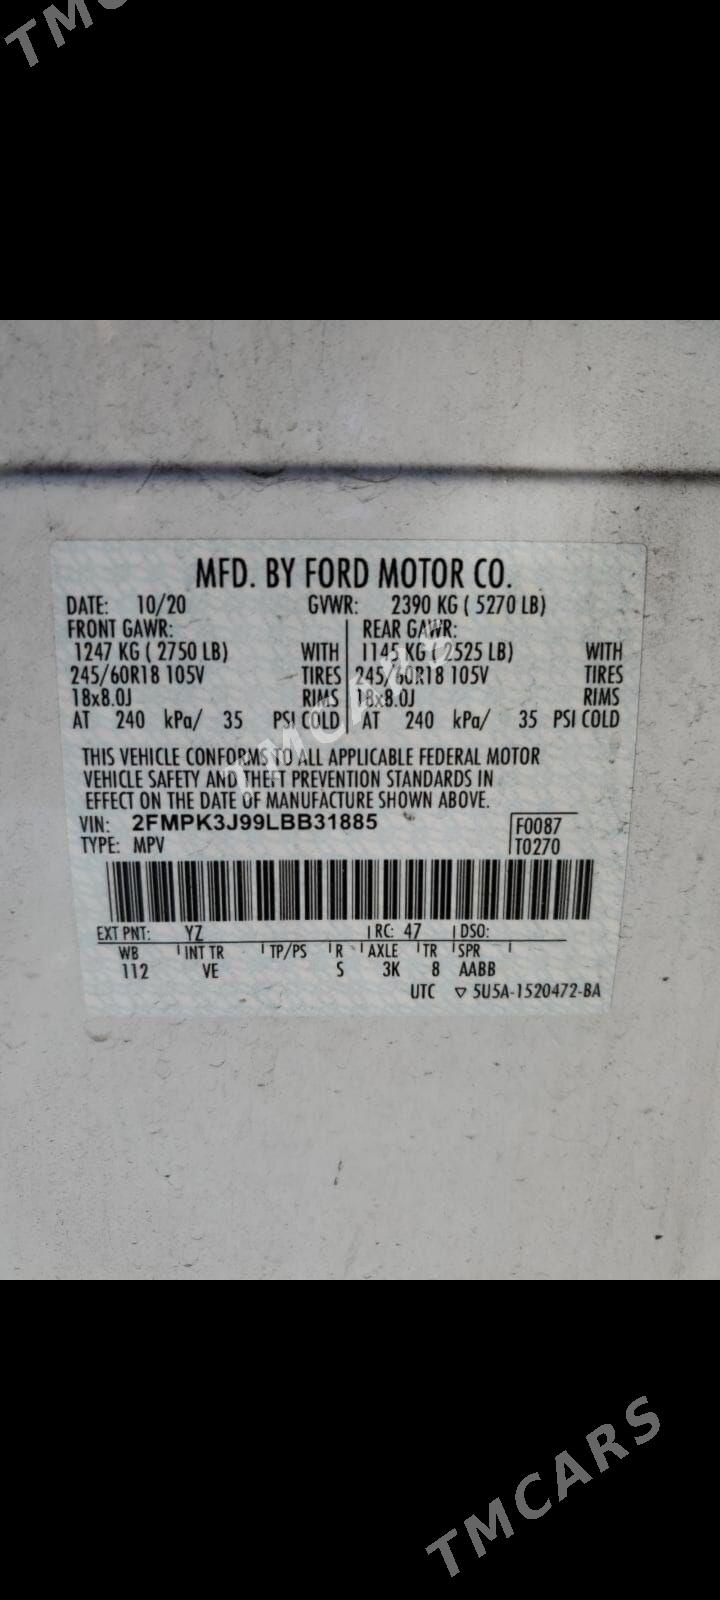 TMCARS
MFD. BY FORD MOTOR CO.
DATE: 10/20 GVWR: 2390 KG ( 5270 LB)
FRONT GAWR: REAR GAWR:
1247 KG ( 2750 LB) WITH 1145 KG ( 2525 LB) WITH
245/60R18 105V TIRES 245/60R18 105V TIRES
18x8.0J RIMS 18x8.0J RIMS
AT 240 kPa/ 35 PSI COLD AT 240 kPa/ 35 PSI COLD
THIS VEHICLE CONFORMS TO ALL APPLICABLE FEDERAL MOTOR
VEHICLE SAFETY AND THEFT PREVENTION STANDARDS IN
EFFECT ON THE DATE OF MANUFACTURE SHOWN ABOVE.
VIN: 2FMPK3J99LBB31885 F0087
TYPE: MPV T0270
EXT PNT: YZ RC: 47 DSO:
WB INT TR TP/PS R AXLE TR SPR
112 VE S 3K 8 AABB
UTC ▽ 5U5A-1520472-BA
TMCARS
TMCARS